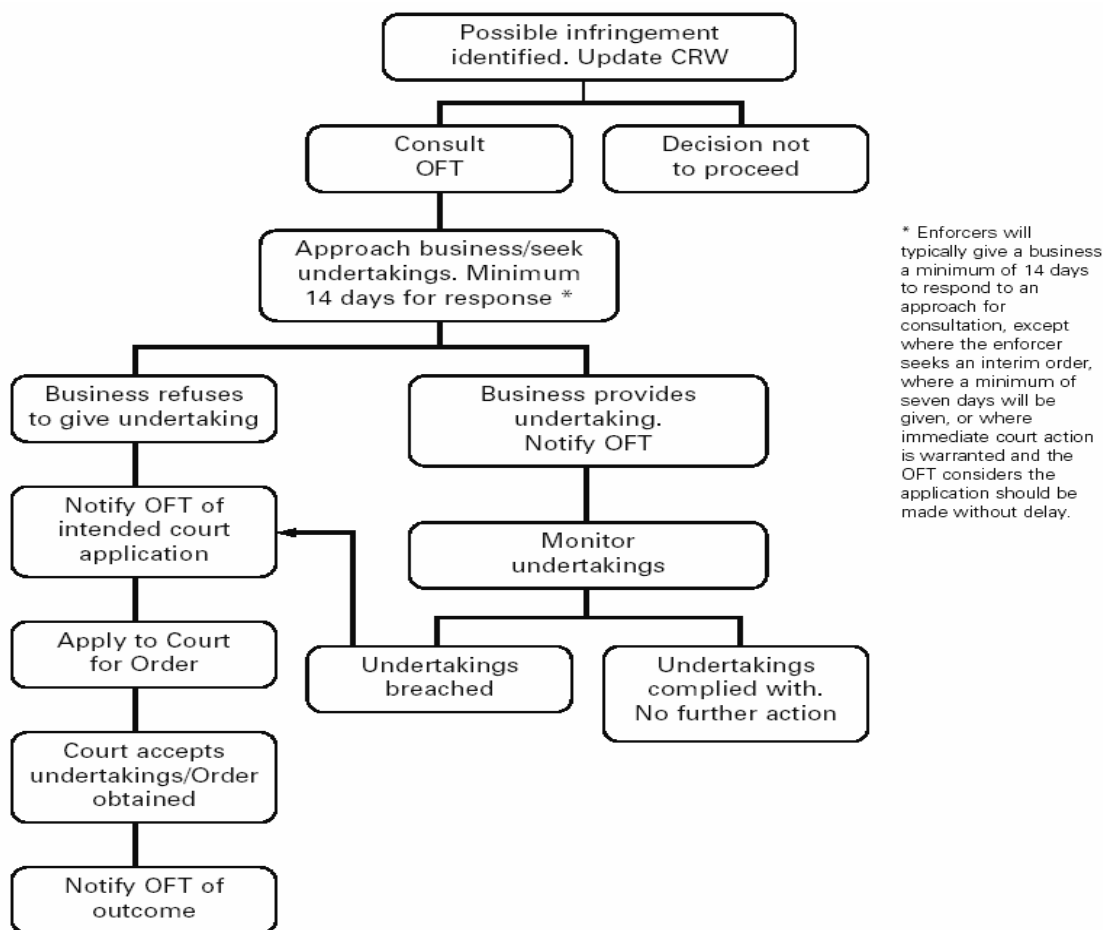 Possible infringement
identified. Update CRW
Consult
OFT
Decision not
to proceed
Approach business/seek
undertakings. Minimum
14 days for response *
* Enforcers will
typically give a business
a minimum of 14 days
to respond to an
approach for
consultation, except
where the enforcer
seeks an interim order,
where a minimum of
seven days will be
given, or where
immediate court action
is warranted and the
OFT considers the
application should be
made without delay.
Business refuses
to give undertaking
Business provides
undertaking.
Notify OFT
Notify OFT of
intended court
application
Monitor
undertakings
Apply to Court
for Order
Undertakings
breached
Undertakings
complied with.
No further action
Court accepts
undertakings/Order
obtained
Notify OFT of
outcome